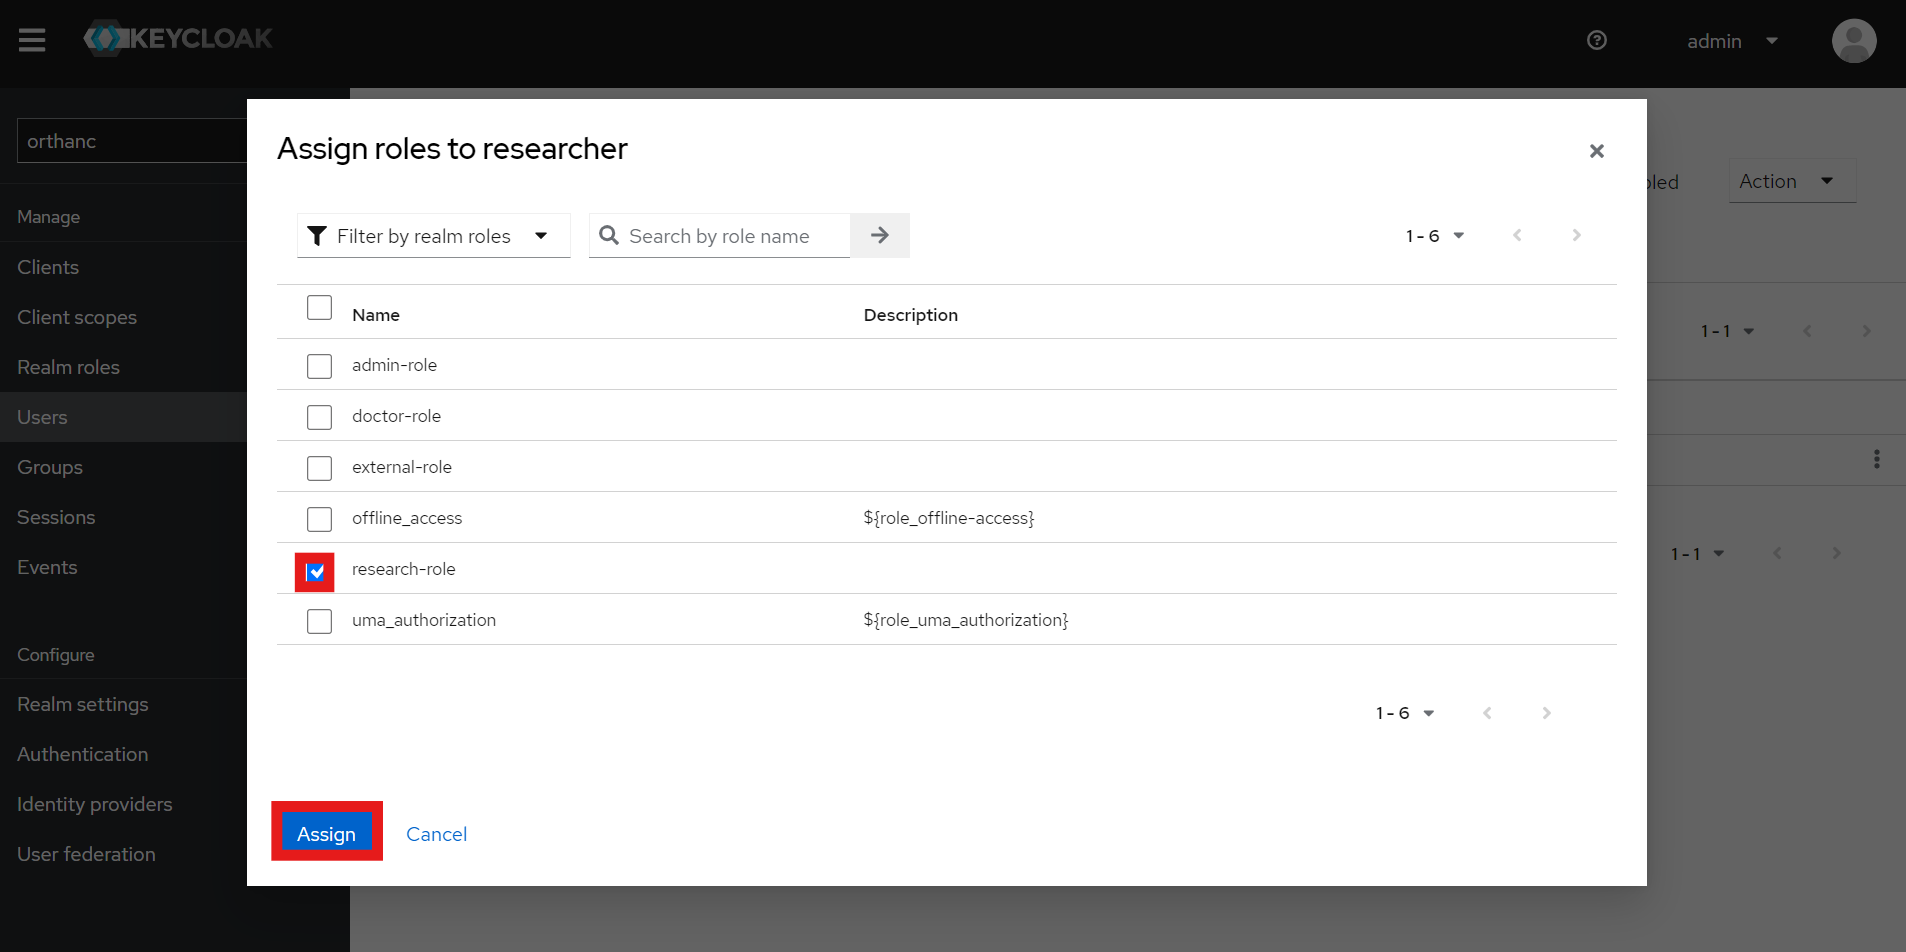 KEYCLOAK
admin
orthanc
Manage
Clients
Client scopes
Realm roles
Users
Groups
Sessions
Events
Configure
Realm settings
Authentication
Identity providers
User federation
Action
1 - 1
1 - 1
Assign roles to researcher
Filter by realm roles
Search by role name
1 - 6
Name Description
admin-role
doctor-role
external-role
offline_access ${role_offline-access}
research-role
uma_authorization ${role_uma_authorization}
1 - 6
Assign Cancel